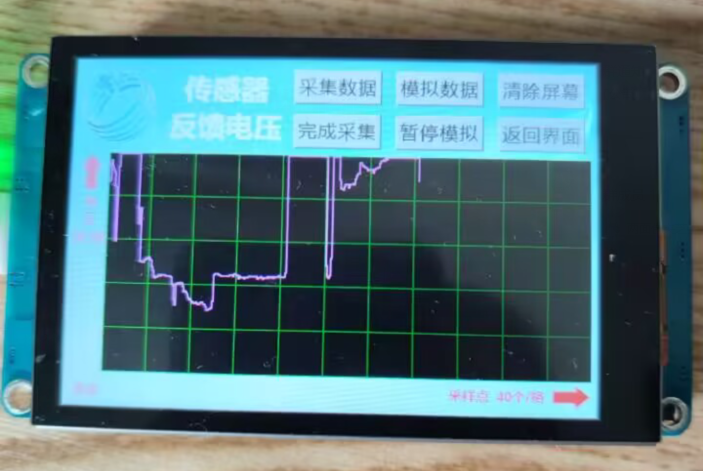 传感器
反馈电压
采集数据
模拟数据
清除屏幕
完成采集
暂停模拟
返回界面
采样点 40个/格